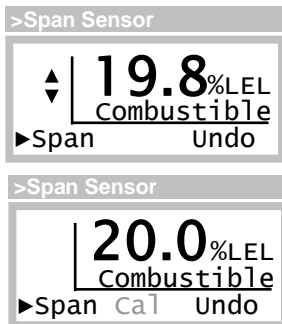 >Span Sensor
19.8%LEL
Combustible
►Span Undo
>Span Sensor
20.0%LEL
Combustible
►Span Cal Undo